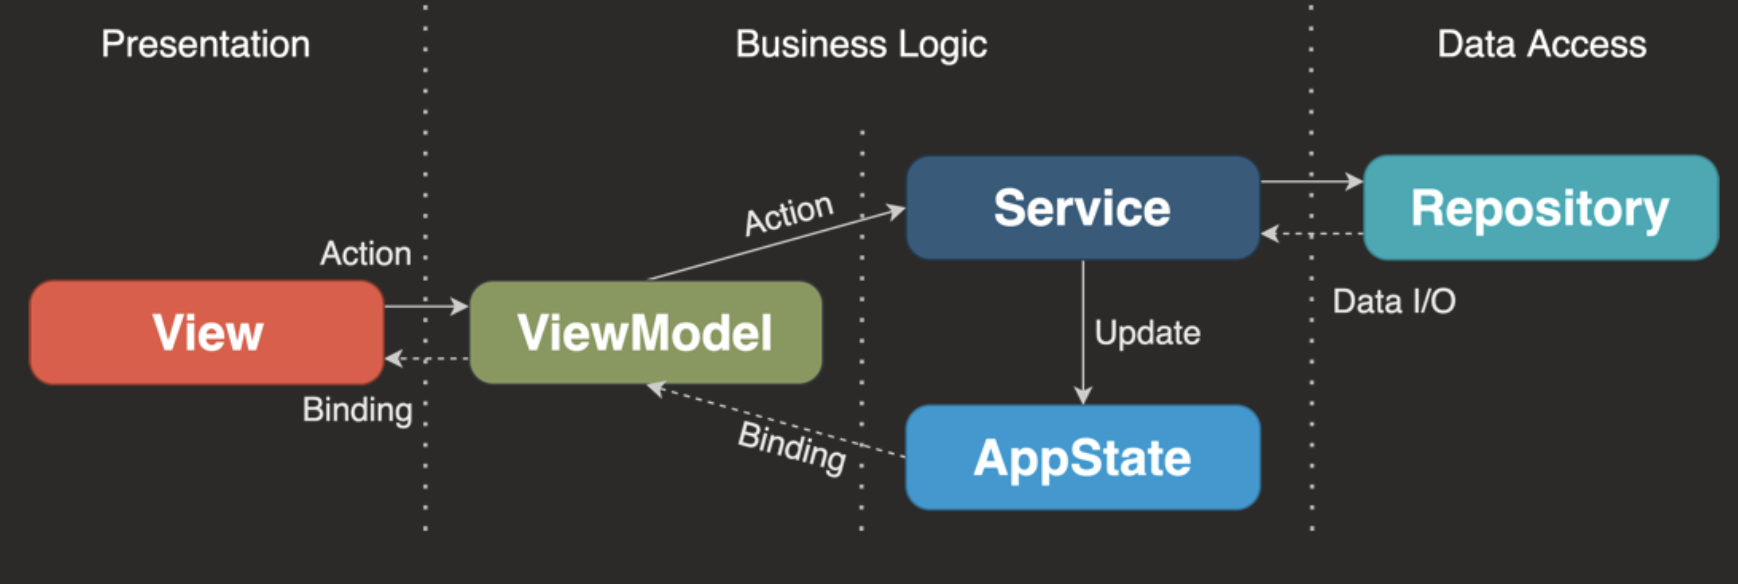 Presentation
Business Logic
Data Access
Action
View
Binding
ViewModel
Action
Binding
Service
Update
AppState
Repository
Data I/O